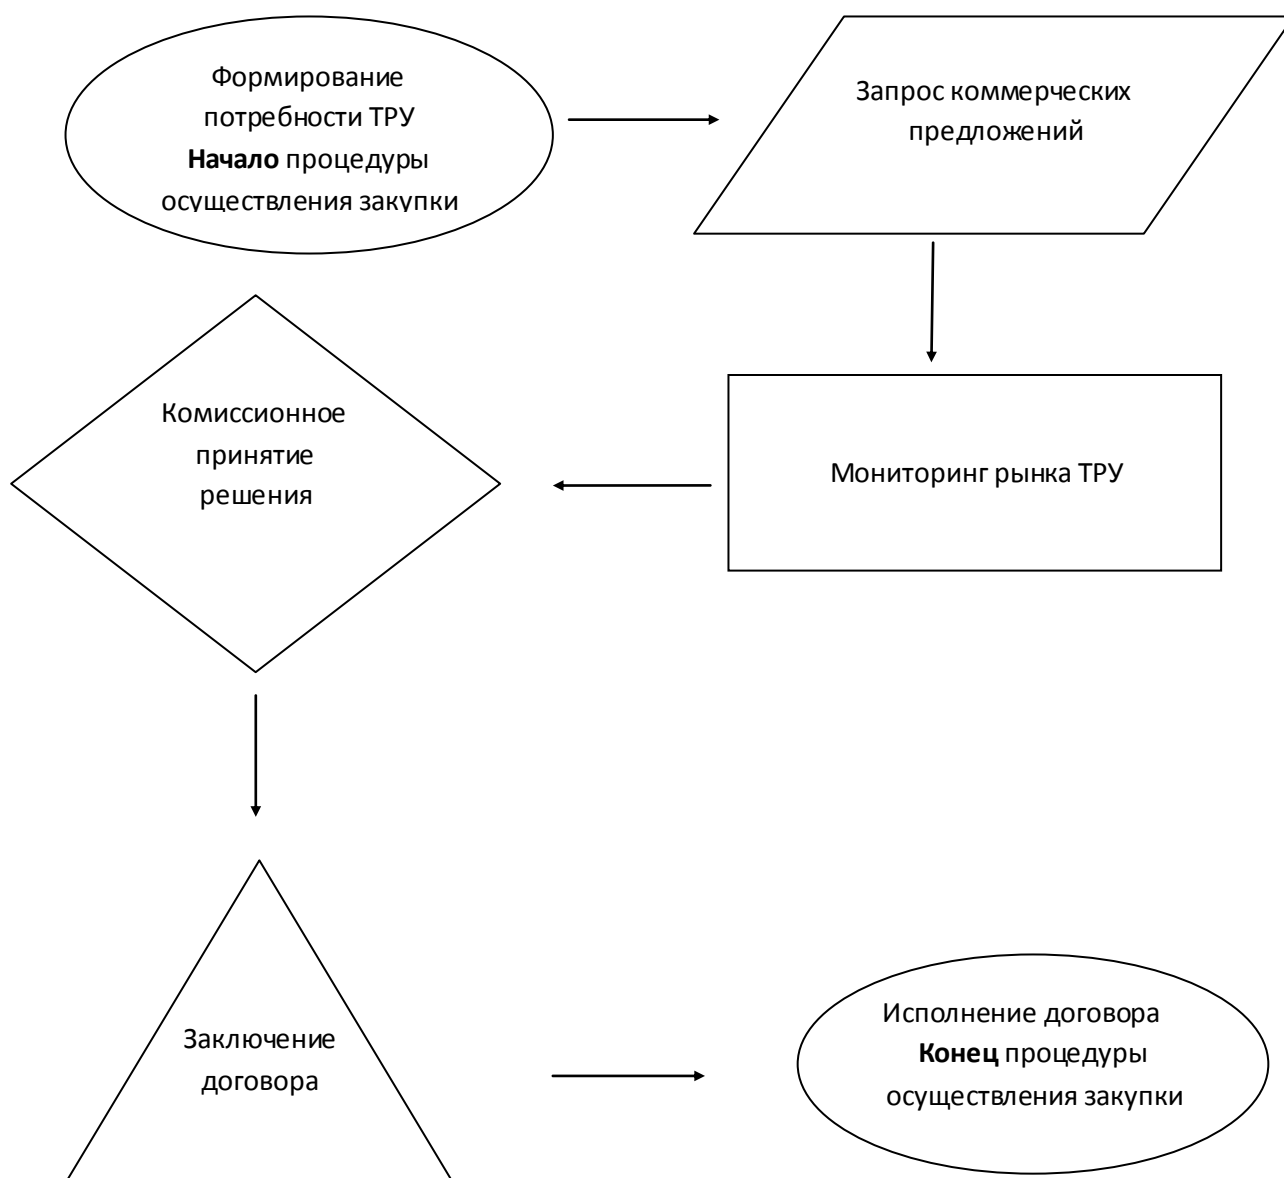 Формирование
потребности ТРУ
Начало процедуры
осуществления закупки
Запрос коммерческих
предложений
Мониторинг рынка ТРУ
Комиссионное
принятие
решения
Заключение
договора
Исполнение договора
Конец процедуры
осуществления закупки